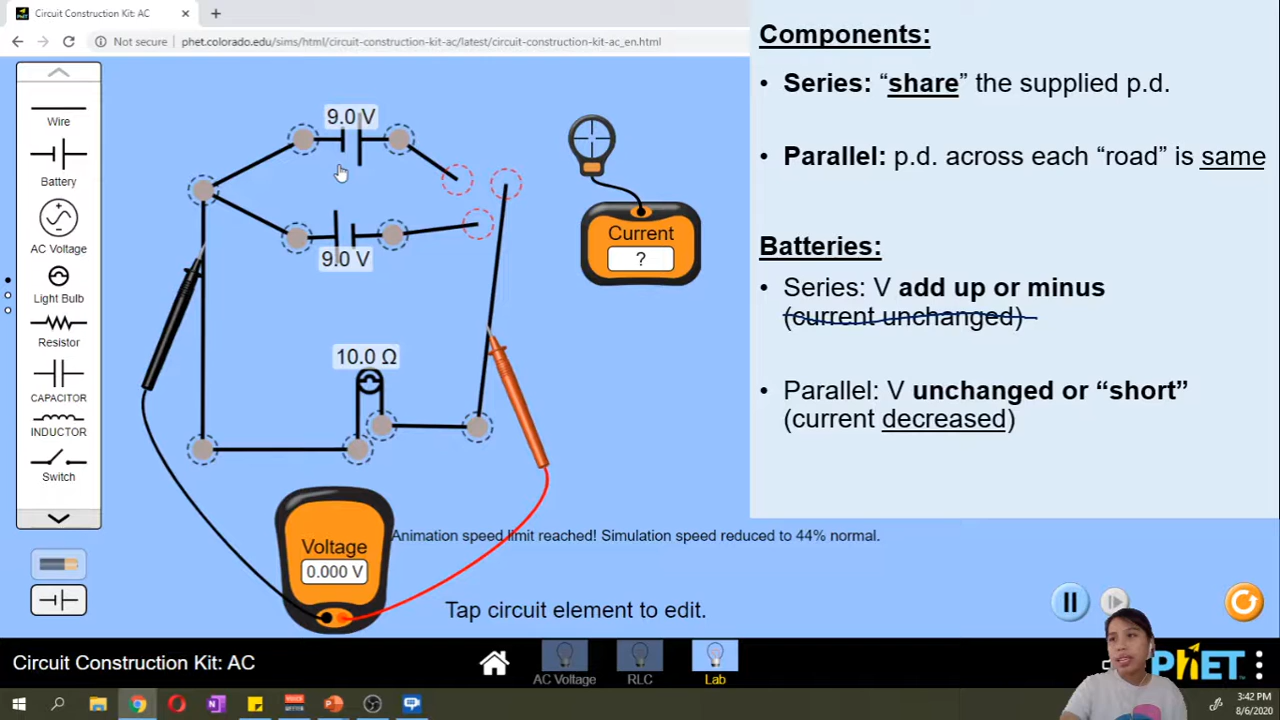 Circuit Construction Kit: AC
Not secure
phet.colorado.edu/sims/html/circuit-construction-kit-ac/latest/circuit-construction-kit-ac_en.html
Wire
Battery
AC Voltage
Light Bulb
Resistor
CAPACITOR
INDUCTOR
Switch
9.0 V
9.0 V
10.0 Ω
Current
?
Voltage
0.000 V
Animation speed limit reached! Simulation speed reduced to 44% normal.
Tap circuit element to edit.
Components:
• Series: “share” the supplied p.d.
• Parallel: p.d. across each “road” is same
Batteries:
• Series: V add up or minus
(current unchanged)
• Parallel: V unchanged or “short”
(current decreased)
Circuit Construction Kit: AC
AC Voltage
RLC
Lab
PhET
3:42 PM
8/6/2020